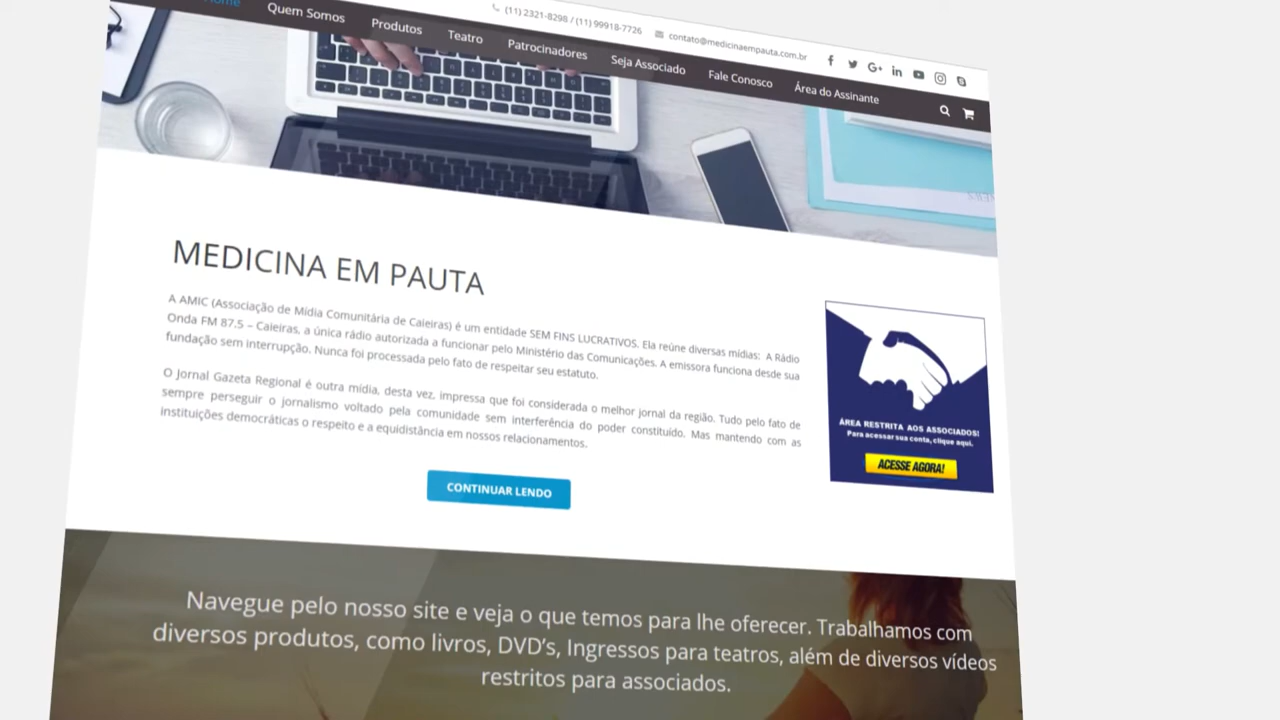 (11) 2321-8298 / (11) 99918-7726 contato@medicinaempauta.com.br
Home Quem Somos Produtos Teatro Patrocinadores Seja Associado Fale Conosco Área do Assinante
MEDICINA EM PAUTA
A AMIC (Associação de Mídia Comunitária de Caieiras) é um entidade SEM FINS LUCRATIVOS. Ela reúne diversas mídias: A Rádio
Onda FM 87.5 – Caieiras, a única rádio autorizada a funcionar pelo Ministério das Comunicações. A emissora funciona desde sua
fundação sem interrupção. Nunca foi processada pelo fato de respeitar seu estatuto.
O Jornal Gazeta Regional é outra mídia, desta vez, impressa que foi considerada o melhor jornal da região. Tudo pelo fato de
sempre perseguir o jornalismo voltado pela comunidade sem interferência do poder constituído. Mas mantendo com as
instituições democráticas o respeito e a equidistância em nossos relacionamentos.
CONTINUAR LENDO
ÁREA RESTRITA AOS ASSOCIADOS!
Para acessar sua conta, clique aqui.
ACESSE AGORA!
Navegue pelo nosso site e veja o que temos para lhe oferecer. Trabalhamos com
diversos produtos, como livros, DVD’s, Ingressos para teatros, além de diversos vídeos
restritos para associados.